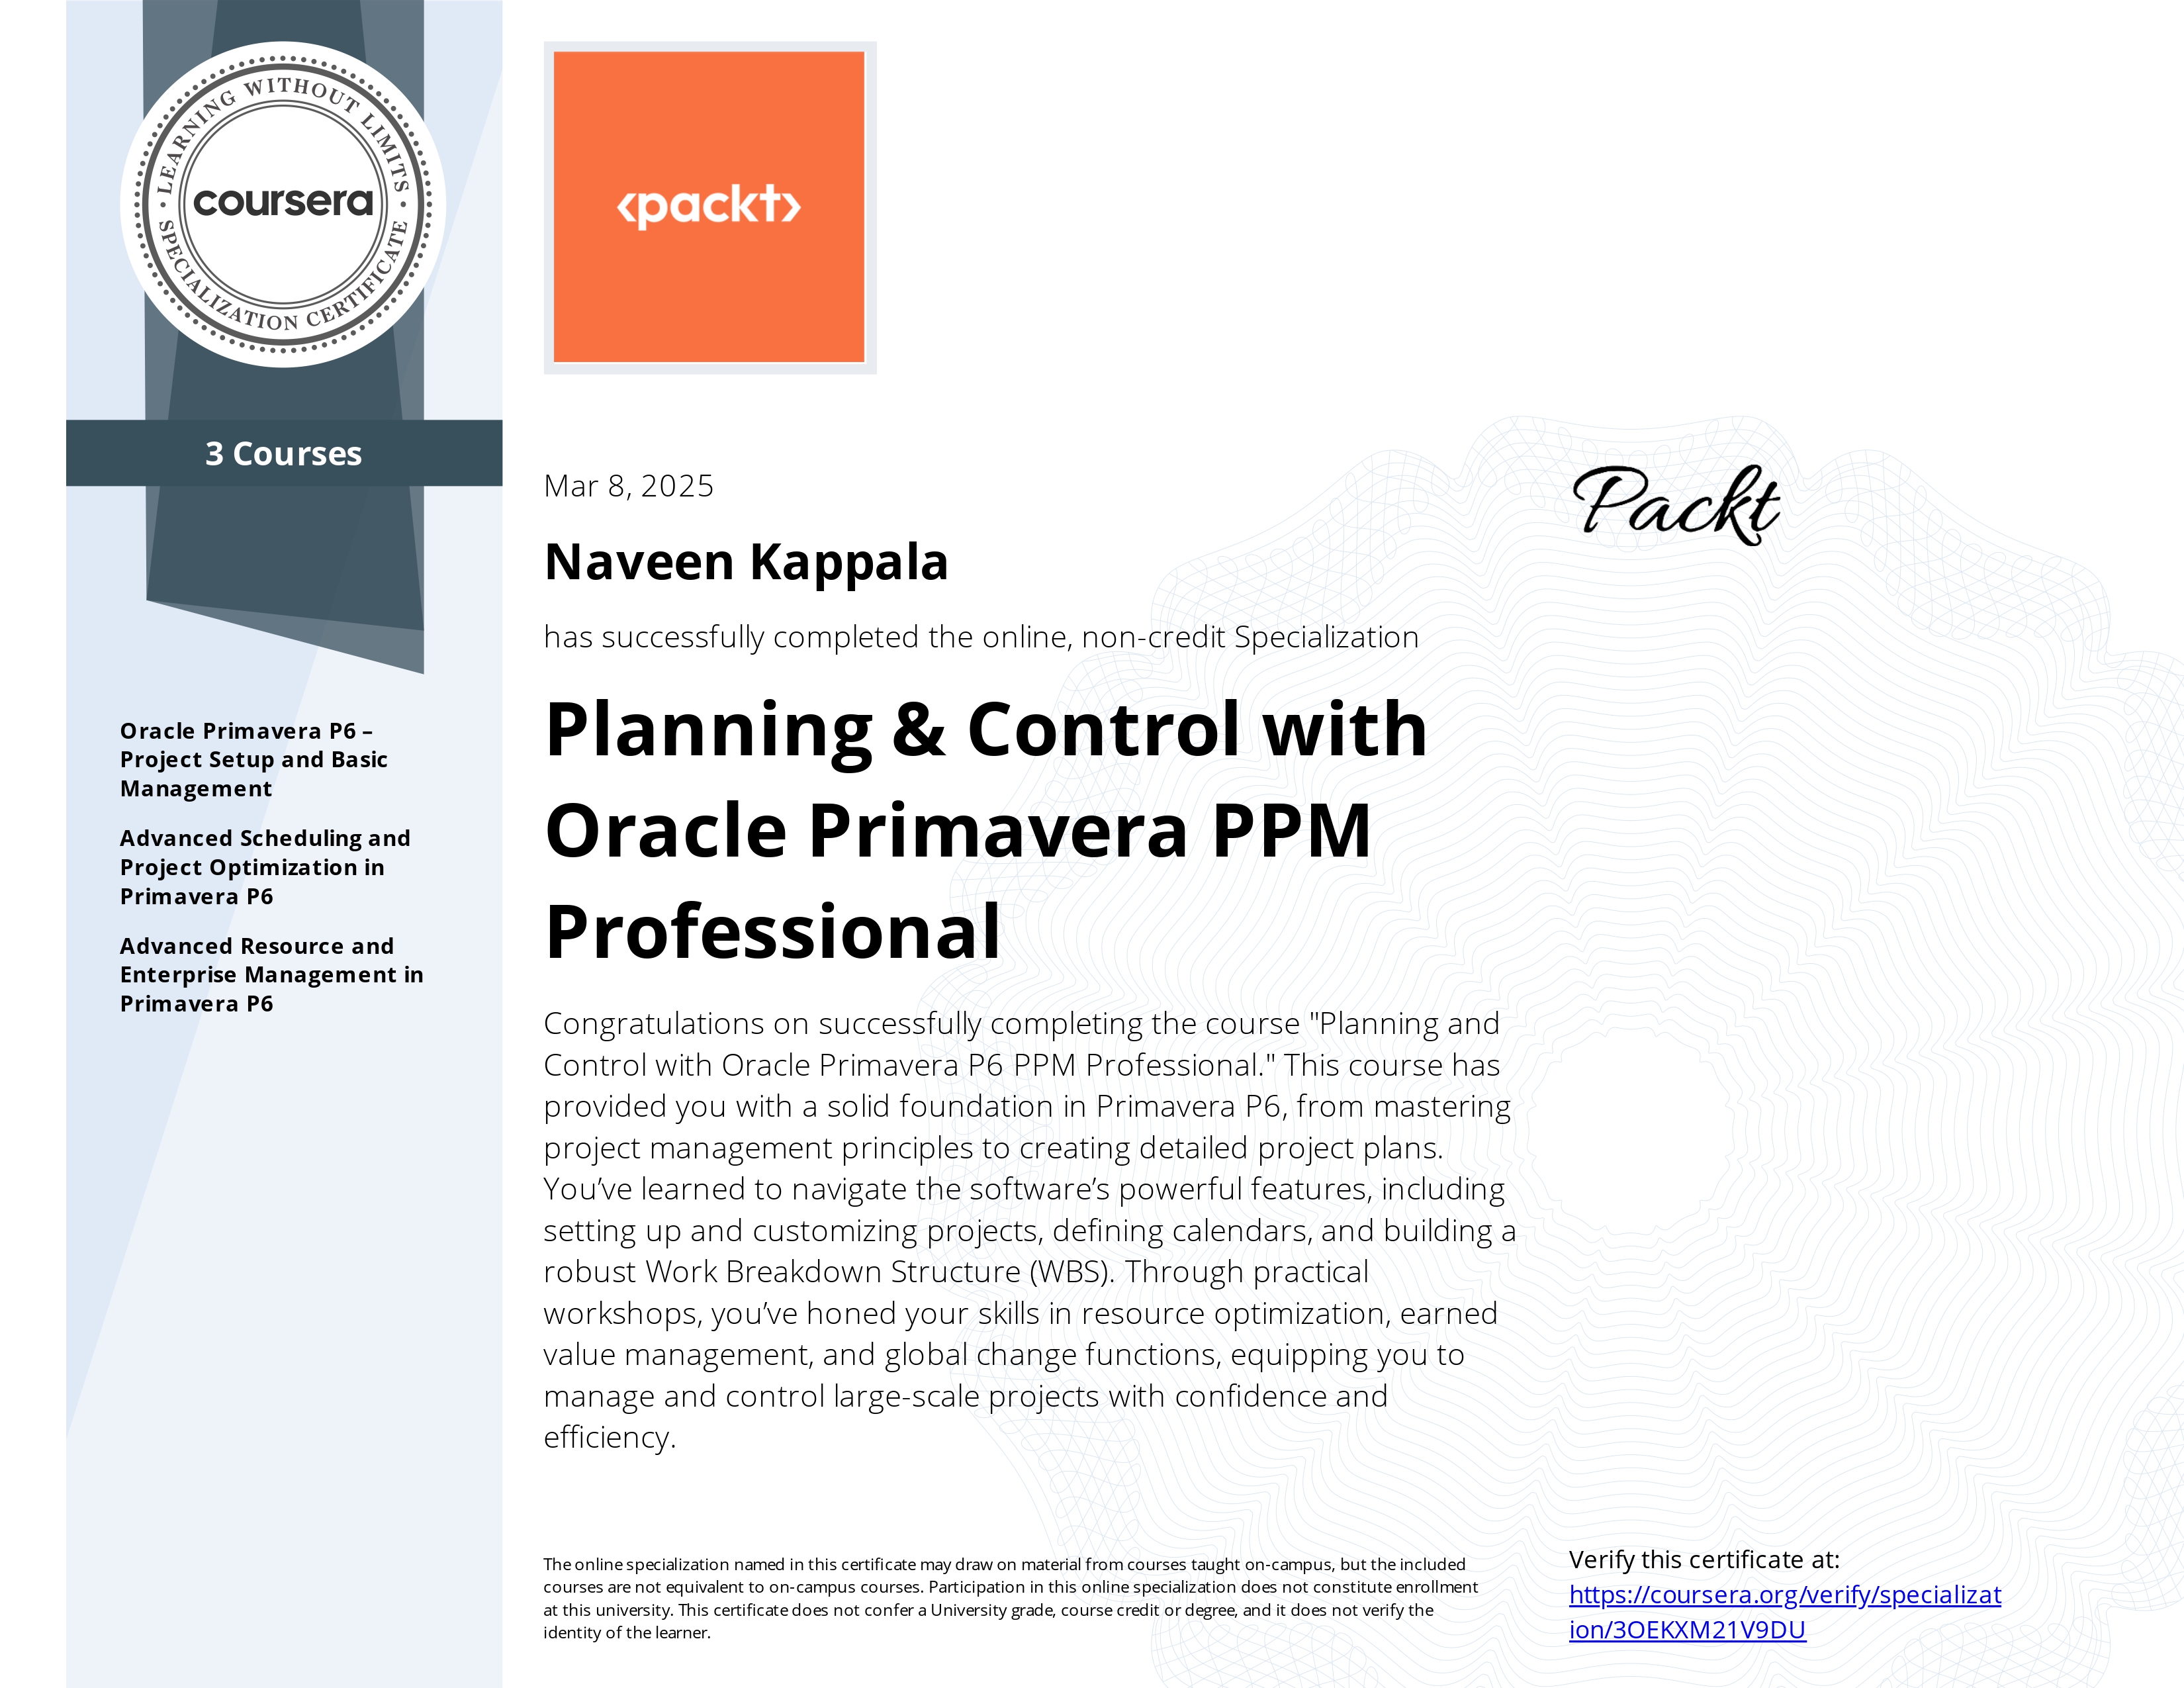 LEARNING WITHOUT LIMITS
coursera
SPECIALIZATION CERTIFICATE
3 Courses
Oracle Primavera P6 –
Project Setup and Basic
Management
Advanced Scheduling and
Project Optimization in
Primavera P6
Advanced Resource and
Enterprise Management in
Primavera P6
<packt>
Mar 8, 2025
Naveen Kappala
has successfully completed the online, non-credit Specialization
Planning & Control with
Oracle Primavera PPM
Professional
Congratulations on successfully completing the course "Planning and
Control with Oracle Primavera P6 PPM Professional." This course has
provided you with a solid foundation in Primavera P6, from mastering
project management principles to creating detailed project plans.
You’ve learned to navigate the software’s powerful features, including
setting up and customizing projects, defining calendars, and building a
robust Work Breakdown Structure (WBS). Through practical
workshops, you’ve honed your skills in resource optimization, earned
value management, and global change functions, equipping you to
manage and control large-scale projects with confidence and
efficiency.
Packt
The online specialization named in this certificate may draw on material from courses taught on-campus, but the included
courses are not equivalent to on-campus courses. Participation in this online specialization does not constitute enrollment
at this university. This certificate does not confer a University grade, course credit or degree, and it does not verify the
identity of the learner.
Verify this certificate at:
https://coursera.org/verify/specializat
ion/3OEKXM21V9DU